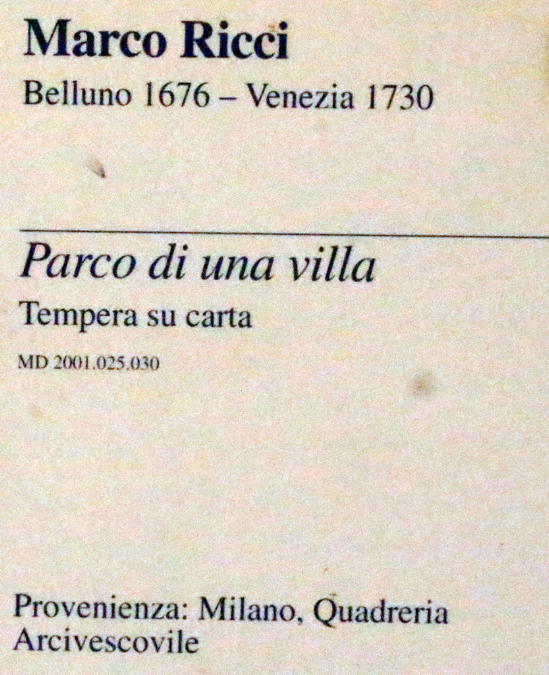 Marco Ricci
Belluno 1676 – Venezia 1730
Parco di una villa
Tempera su carta
MD 2001.025.030
Provenienza: Milano, Quadreria
Arcivescovile